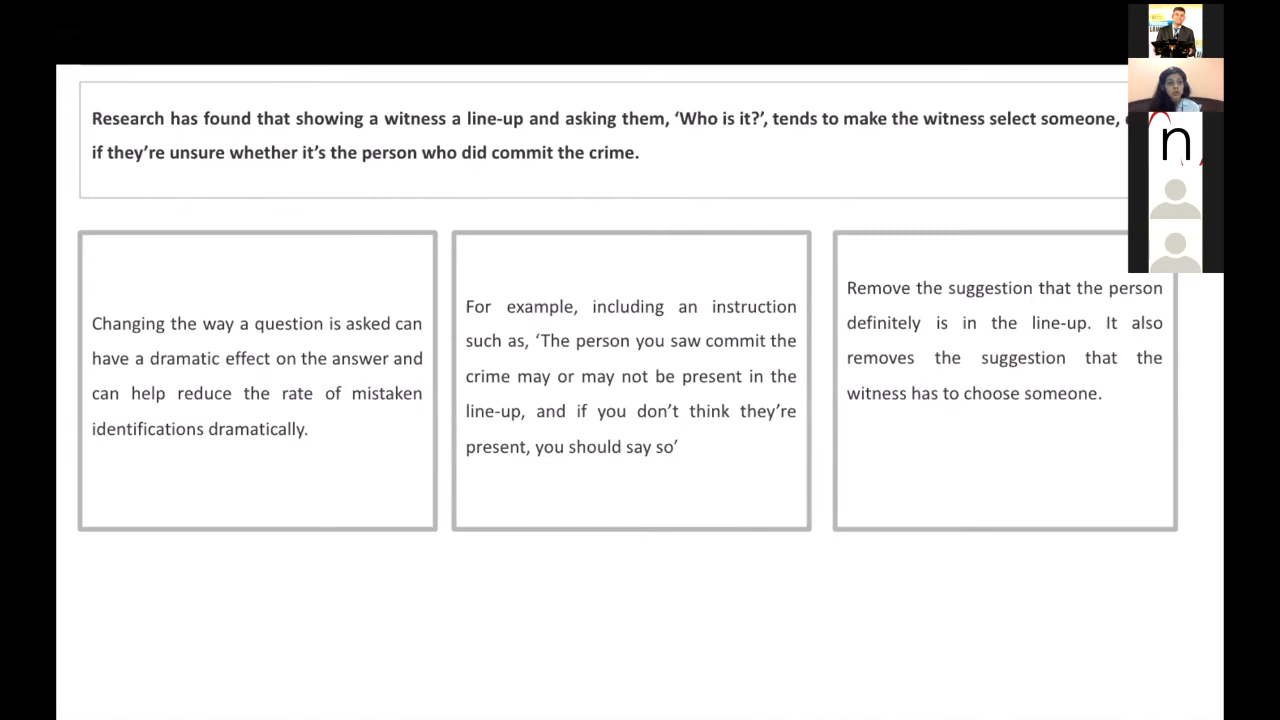 Research has found that showing a witness a line-up and asking them, ‘Who is it?’, tends to make the witness select someone,
if they’re unsure whether it’s the person who did commit the crime.
Changing the way a question is asked can
have a dramatic effect on the answer and
can help reduce the rate of mistaken
identifications dramatically.
For example, including an instruction
such as, ‘The person you saw commit the
crime may or may not be present in the
line-up, and if you don’t think they’re
present, you should say so’
Remove the suggestion that the person
definitely is in the line-up. It also
removes the suggestion that the
witness has to choose someone.
n